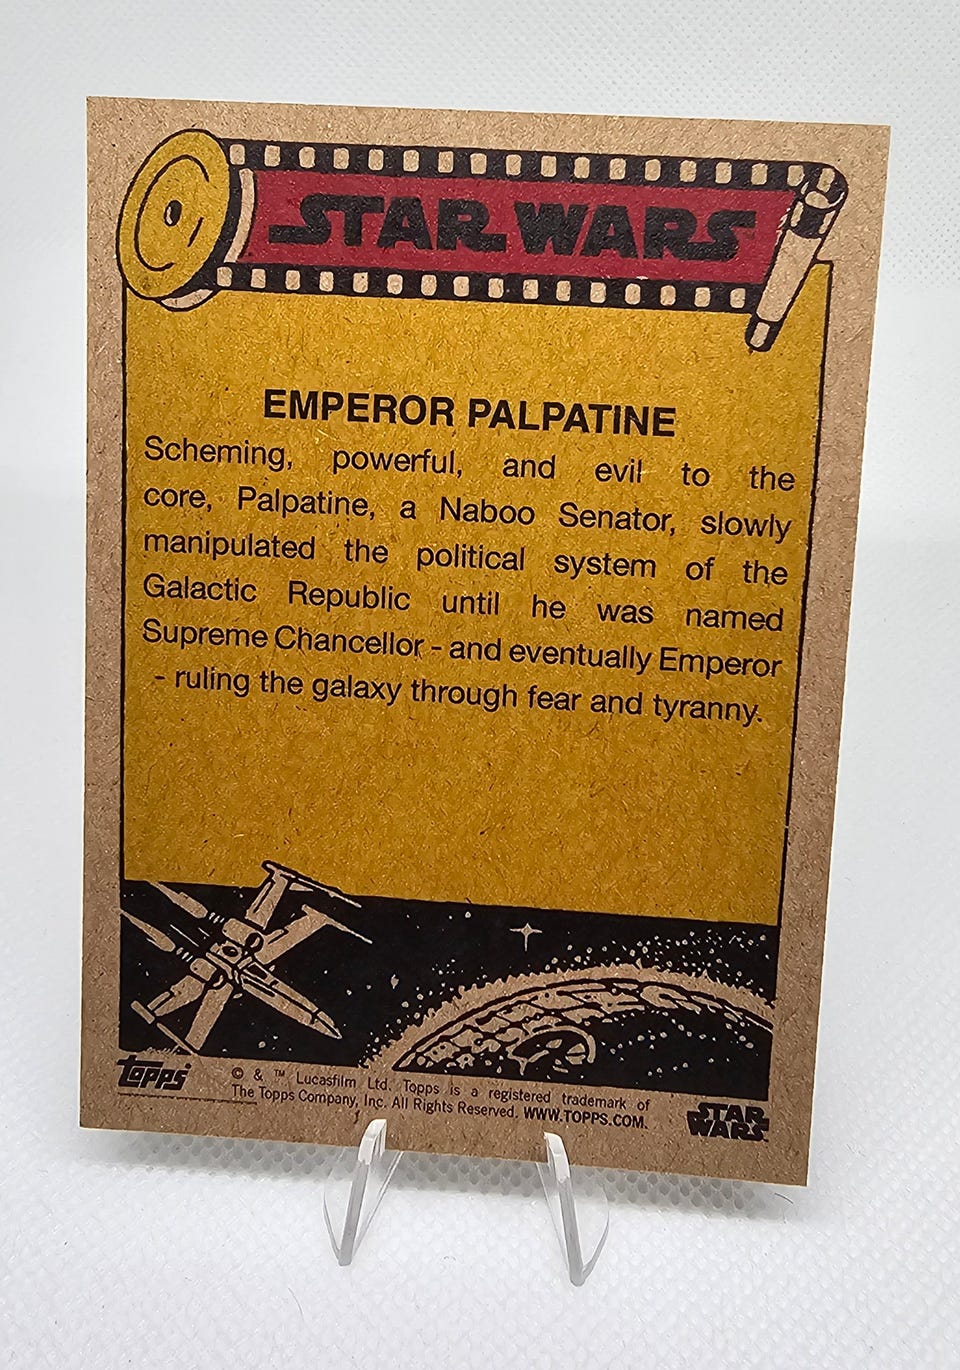 STAR WARS
EMPEROR PALPATINE
Scheming, powerful, and evil to the
core, Palpatine, a Naboo Senator, slowly
manipulated the political system of the
Galactic Republic until he was named
Supreme Chancellor - and eventually Emperor
- ruling the galaxy through fear and tyranny.
topps
© & ™ Lucasfilm Ltd. Topps is a registered trademark of
The Topps Company, Inc. All Rights Reserved. WWW.TOPPS.COM.
STAR
WARS